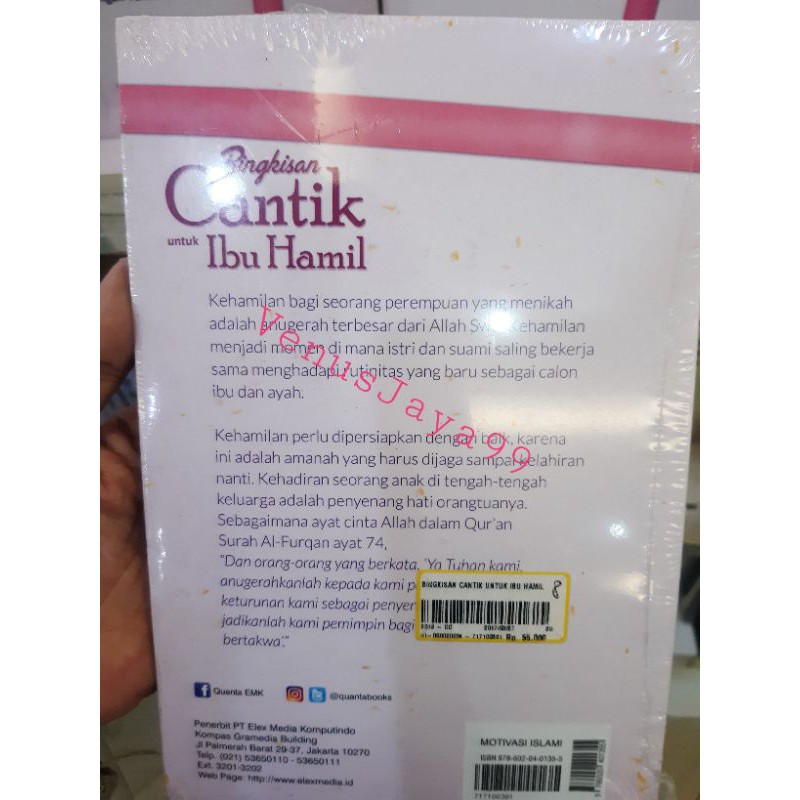 Bingkisan
Cantik
untuk Ibu Hamil
Kehamilan bagi seorang perempuan yang menikah
adalah anugerah terbesar dari Allah Swt. Kehamilan
menjadi momen di mana istri dan suami saling bekerja
sama menghadapi rutinitas yang baru sebagai calon
ibu dan ayah.
Kehamilan perlu dipersiapkan dengan baik, karena
ini adalah amanah yang harus dijaga sampai kelahiran
nanti. Kehadiran seorang anak di tengah-tengah
keluarga adalah penyenang hati orangtuanya.
Sebagaimana ayat cinta Allah dalam Qur'an
Surah Al-Furqan ayat 74,
"Dan orang-orang yang berkata, 'Ya Tuhan kami,
anugerahkanlah kepada kami
keturunan kami sebagai
jadikanlah kami pemimpin bagi
bertakwa.'"
VenusJaya99
BINGKISAN CANTIK UNTUK IBU HAMIL
Rp. 55,000
Quanta EMK
@quantabooks
Penerbit PT Elex Media Komputindo
Kompas Gramedia Building
Jl Palmerah Barat 29-37, Jakarta 10270
Telp. (021) 53650110 - 53650111
Ext. 3201-3202
Web Page: http://www.elexmedia.id
MOTIVASI ISLAMI
717100391